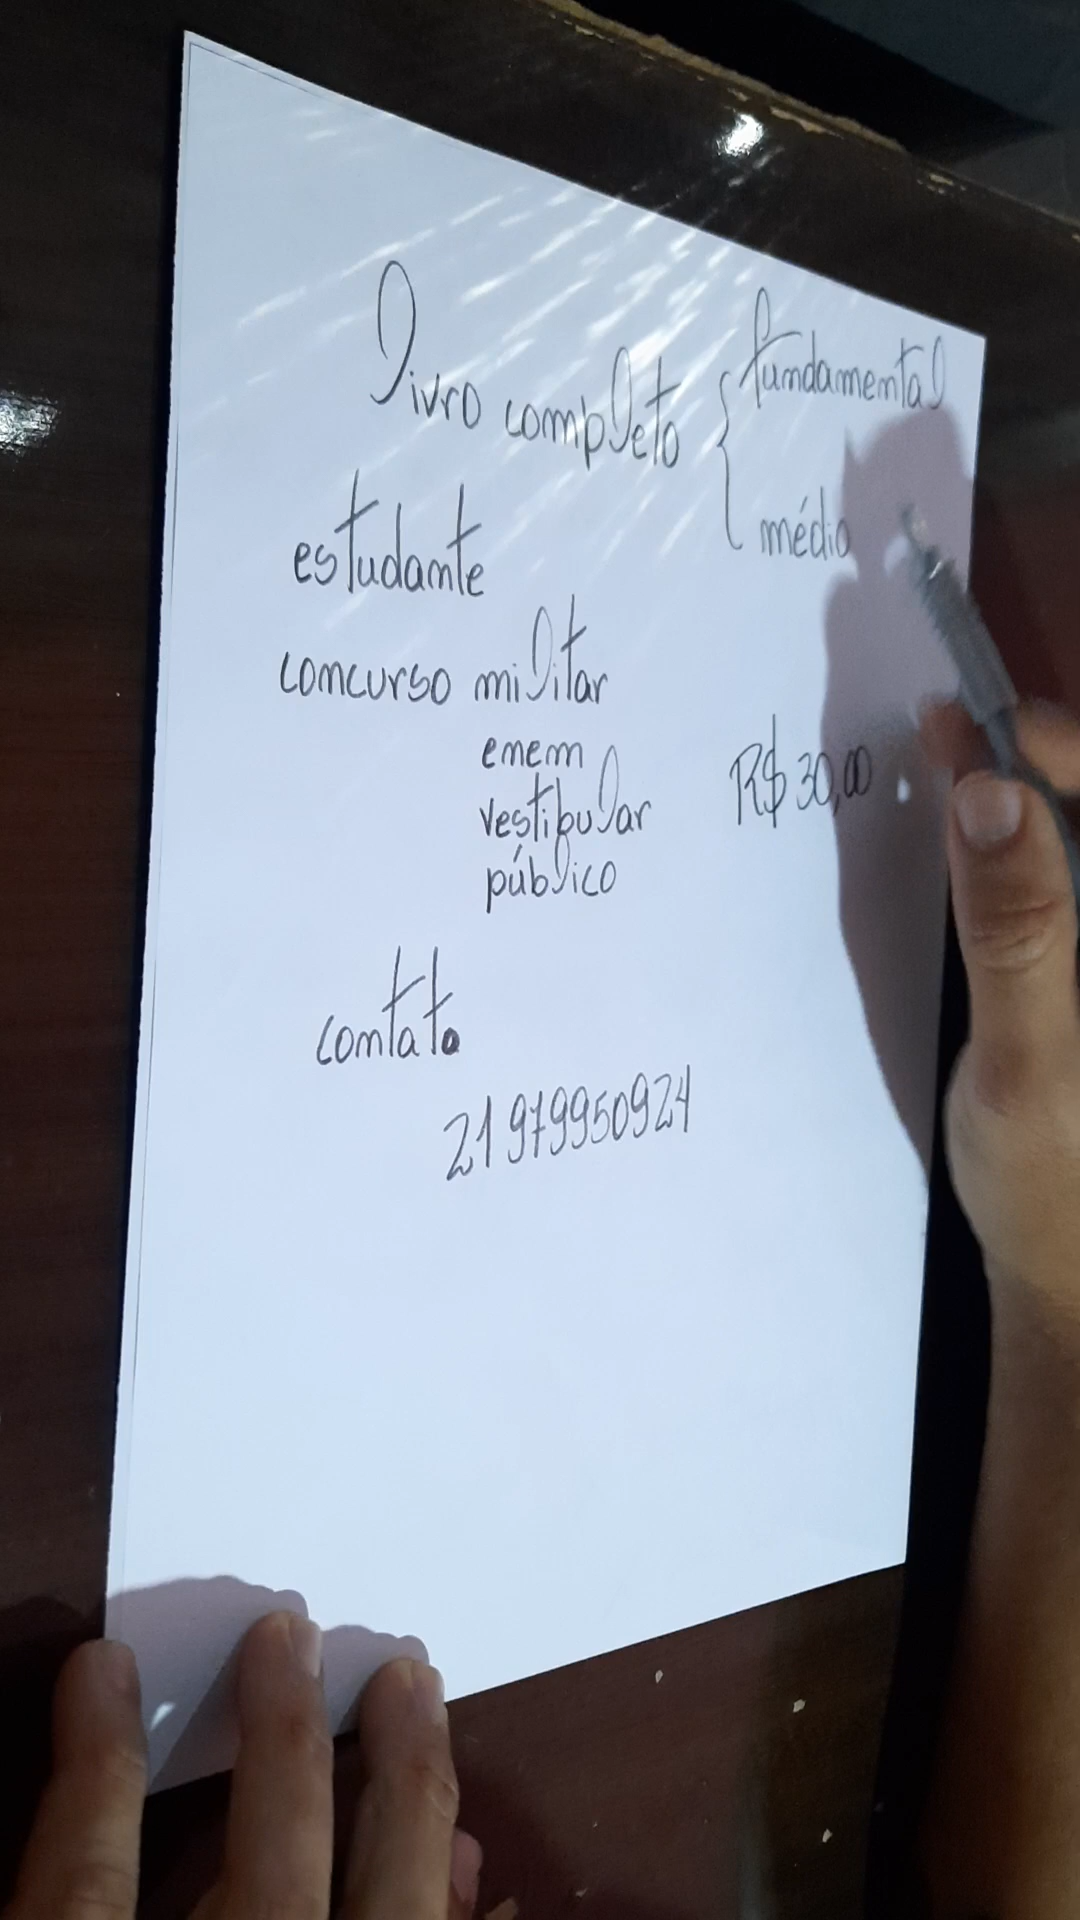 livro completo { fundamental
médio
estudante
concurso militar
enem
vestibular R$ 30,00
público
contato
21979950924